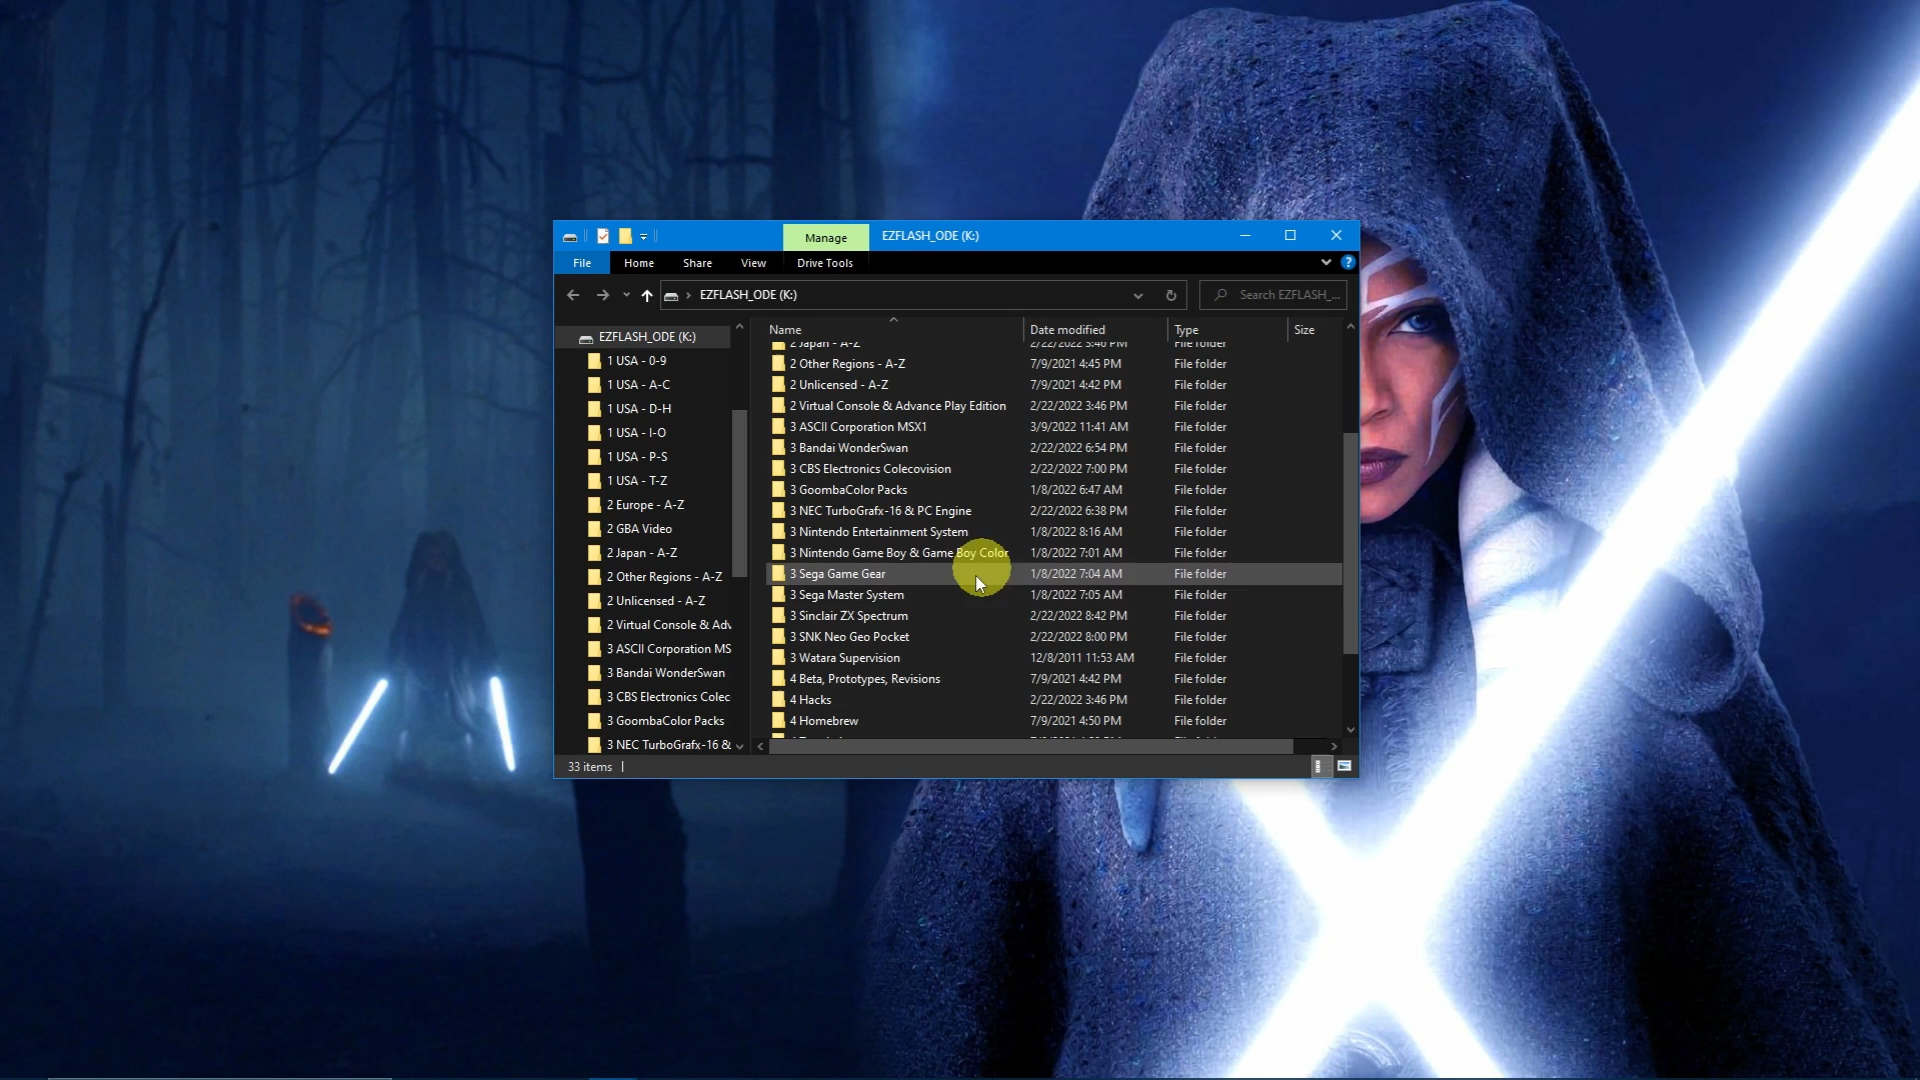 Manage
EZFLASH_ODE (K:)
File
Home
Share
View
Drive Tools
EZFLASH_ODE (K:)
Search EZFLASH_...
EZFLASH_ODE (K:)
1 USA - 0-9
1 USA - A-C
1 USA - D-H
1 USA - I-O
1 USA - P-S
1 USA - T-Z
2 Europe - A-Z
2 GBA Video
2 Japan - A-Z
2 Other Regions - A-Z
2 Unlicensed - A-Z
2 Virtual Console & Adv
3 ASCII Corporation MS
3 Bandai WonderSwan
3 CBS Electronics Colec
3 GoombaColor Packs
3 NEC TurboGrafx-16 &
Name Date modified Type Size
2 Japan - A-Z 2/22/2022 3:46 PM File folder
2 Other Regions - A-Z 7/9/2021 4:45 PM File folder
2 Unlicensed - A-Z 7/9/2021 4:42 PM File folder
2 Virtual Console & Advance Play Edition 2/22/2022 3:46 PM File folder
3 ASCII Corporation MSX1 3/9/2022 11:41 AM File folder
3 Bandai WonderSwan 2/22/2022 6:54 PM File folder
3 CBS Electronics Colecovision 2/22/2022 7:00 PM File folder
3 GoombaColor Packs 1/8/2022 6:47 AM File folder
3 NEC TurboGrafx-16 & PC Engine 2/22/2022 6:38 PM File folder
3 Nintendo Entertainment System 1/8/2022 8:16 AM File folder
3 Nintendo Game Boy & Game Boy Color 1/8/2022 7:01 AM File folder
3 Sega Game Gear 1/8/2022 7:04 AM File folder
3 Sega Master System 1/8/2022 7:05 AM File folder
3 Sinclair ZX Spectrum 2/22/2022 8:42 PM File folder
3 SNK Neo Geo Pocket 2/22/2022 8:00 PM File folder
3 Watara Supervision 12/8/2011 11:53 AM File folder
4 Beta, Prototypes, Revisions 7/9/2021 4:42 PM File folder
4 Hacks 2/22/2022 3:46 PM File folder
4 Homebrew 7/9/2021 4:50 PM File folder
33 items